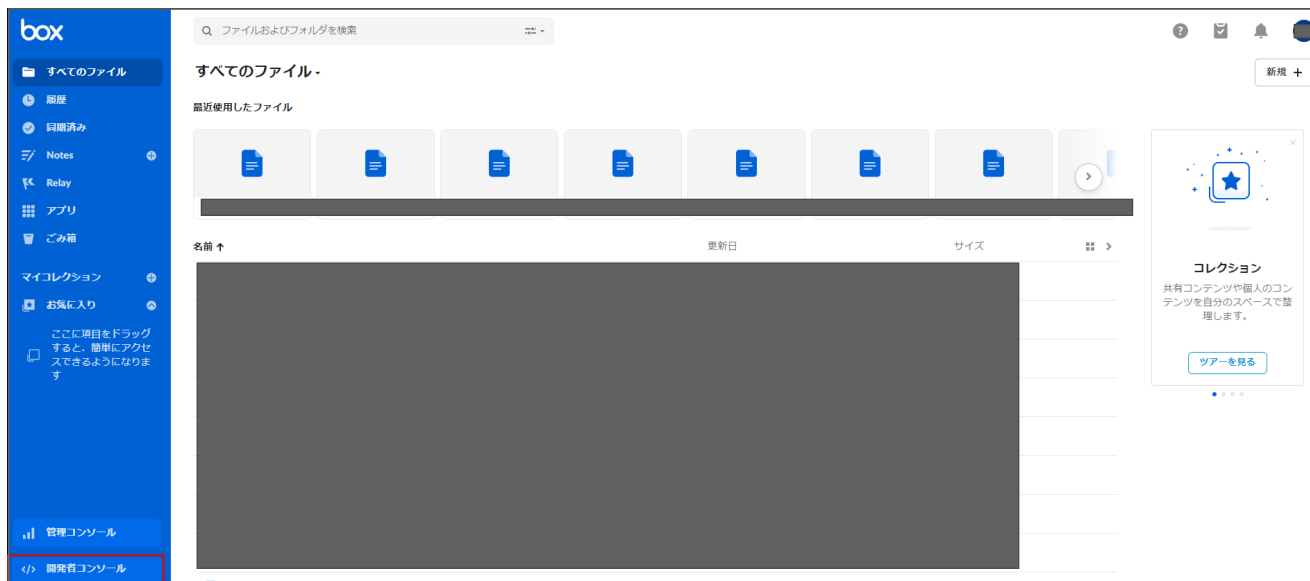 box
ファイルおよびフォルダを検索
すべてのファイル
すべてのファイル
新規 +
履歴
最近使用したファイル
同期済み
Notes
Relay
アプリ
ごみ箱
名前 ↑
更新日
サイズ
マイコレクション
お気に入り
ここに項目をドラッグ
すると、簡単にアクセ
スできるようになりま
す
コレクション
共有コンテンツや個人のコン
テンツを自分のスペースで整
理します。
ツアーを見る
管理コンソール
</> 開発者コンソール